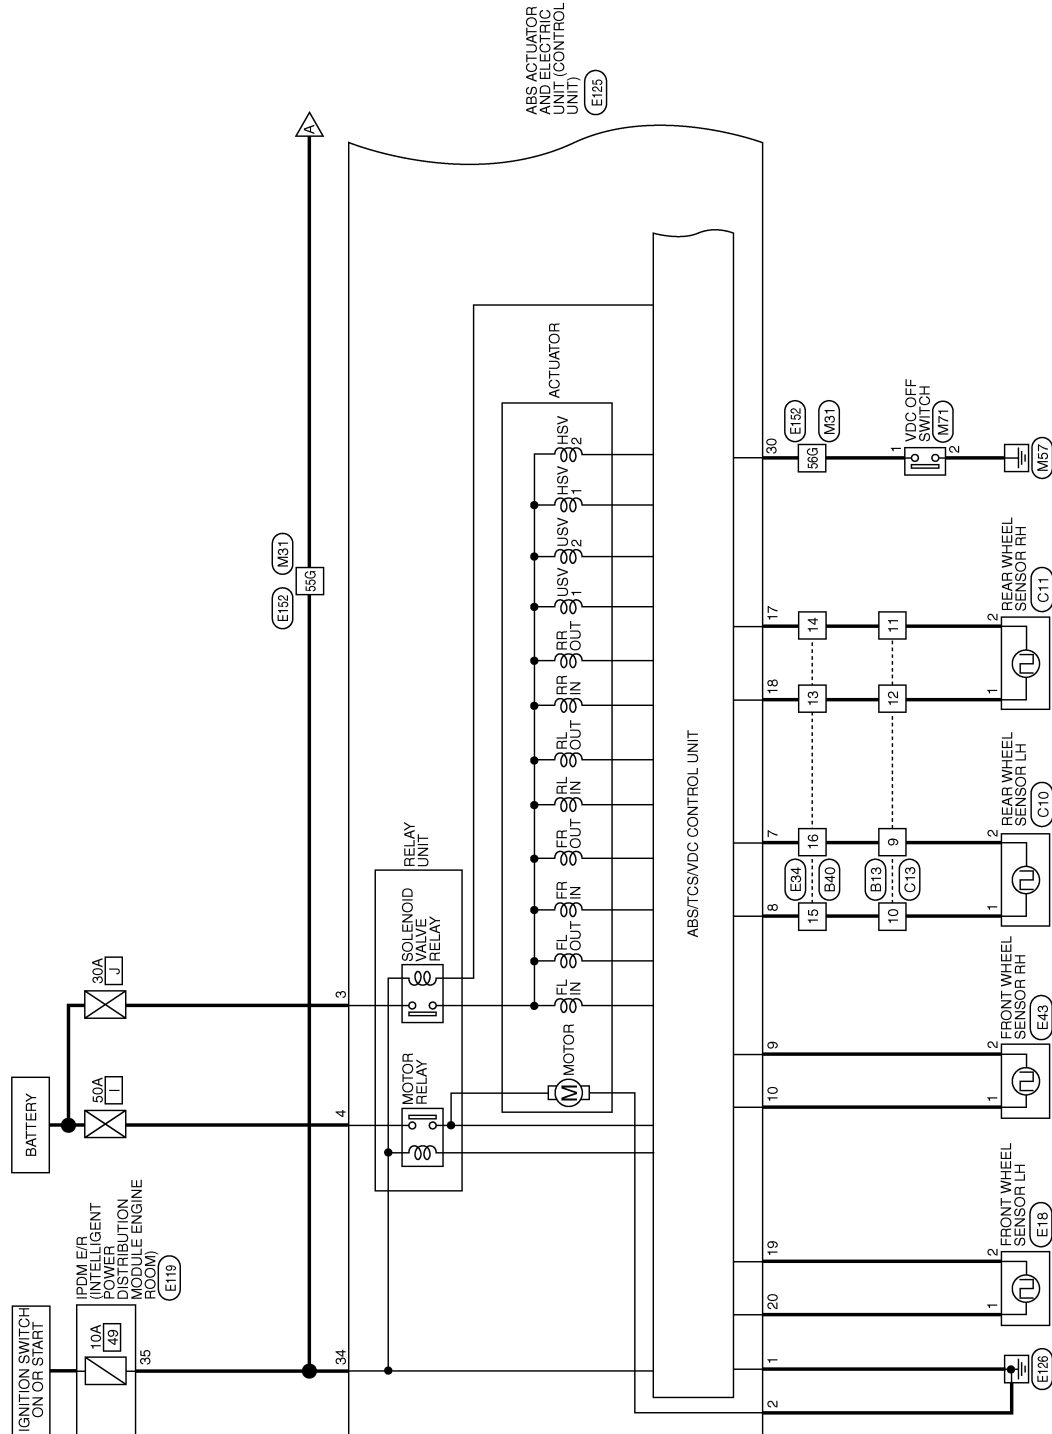 IGNITION SWITCH
ON OR START
10A
49
35
IPDM E/R
(INTELLIGENT
POWER
DISTRIBUTION
MODULE ENGINE
ROOM)
E119
BATTERY
50A
I
30A
J
E152
M31
55G
A
34
4
3
MOTOR
RELAY
SOLENOID
VALVE
RELAY
RELAY
UNIT
ABS ACTUATOR
AND ELECTRIC
UNIT (CONTROL
UNIT)
E125
MOTOR
M
FL
IN
FL
OUT
FR
IN
FR
OUT
RL
IN
RL
OUT
RR
IN
RR
OUT
USV
1
USV
2
HSV
1
HSV
2
ACTUATOR
ABS/TCS/VDC CONTROL UNIT
2
1
20
19
10
9
8
7
18
17
30
15
E34
B40
16
13
14
56G
E152
M31
10
B13
C13
9
12
11
1
VDC OFF
SWITCH
M71
2
E126
1
2
FRONT WHEEL
SENSOR LH
E18
1
2
FRONT WHEEL
SENSOR RH
E43
1
2
REAR WHEEL
SENSOR LH
C10
1
2
REAR WHEEL
SENSOR RH
C11
M57